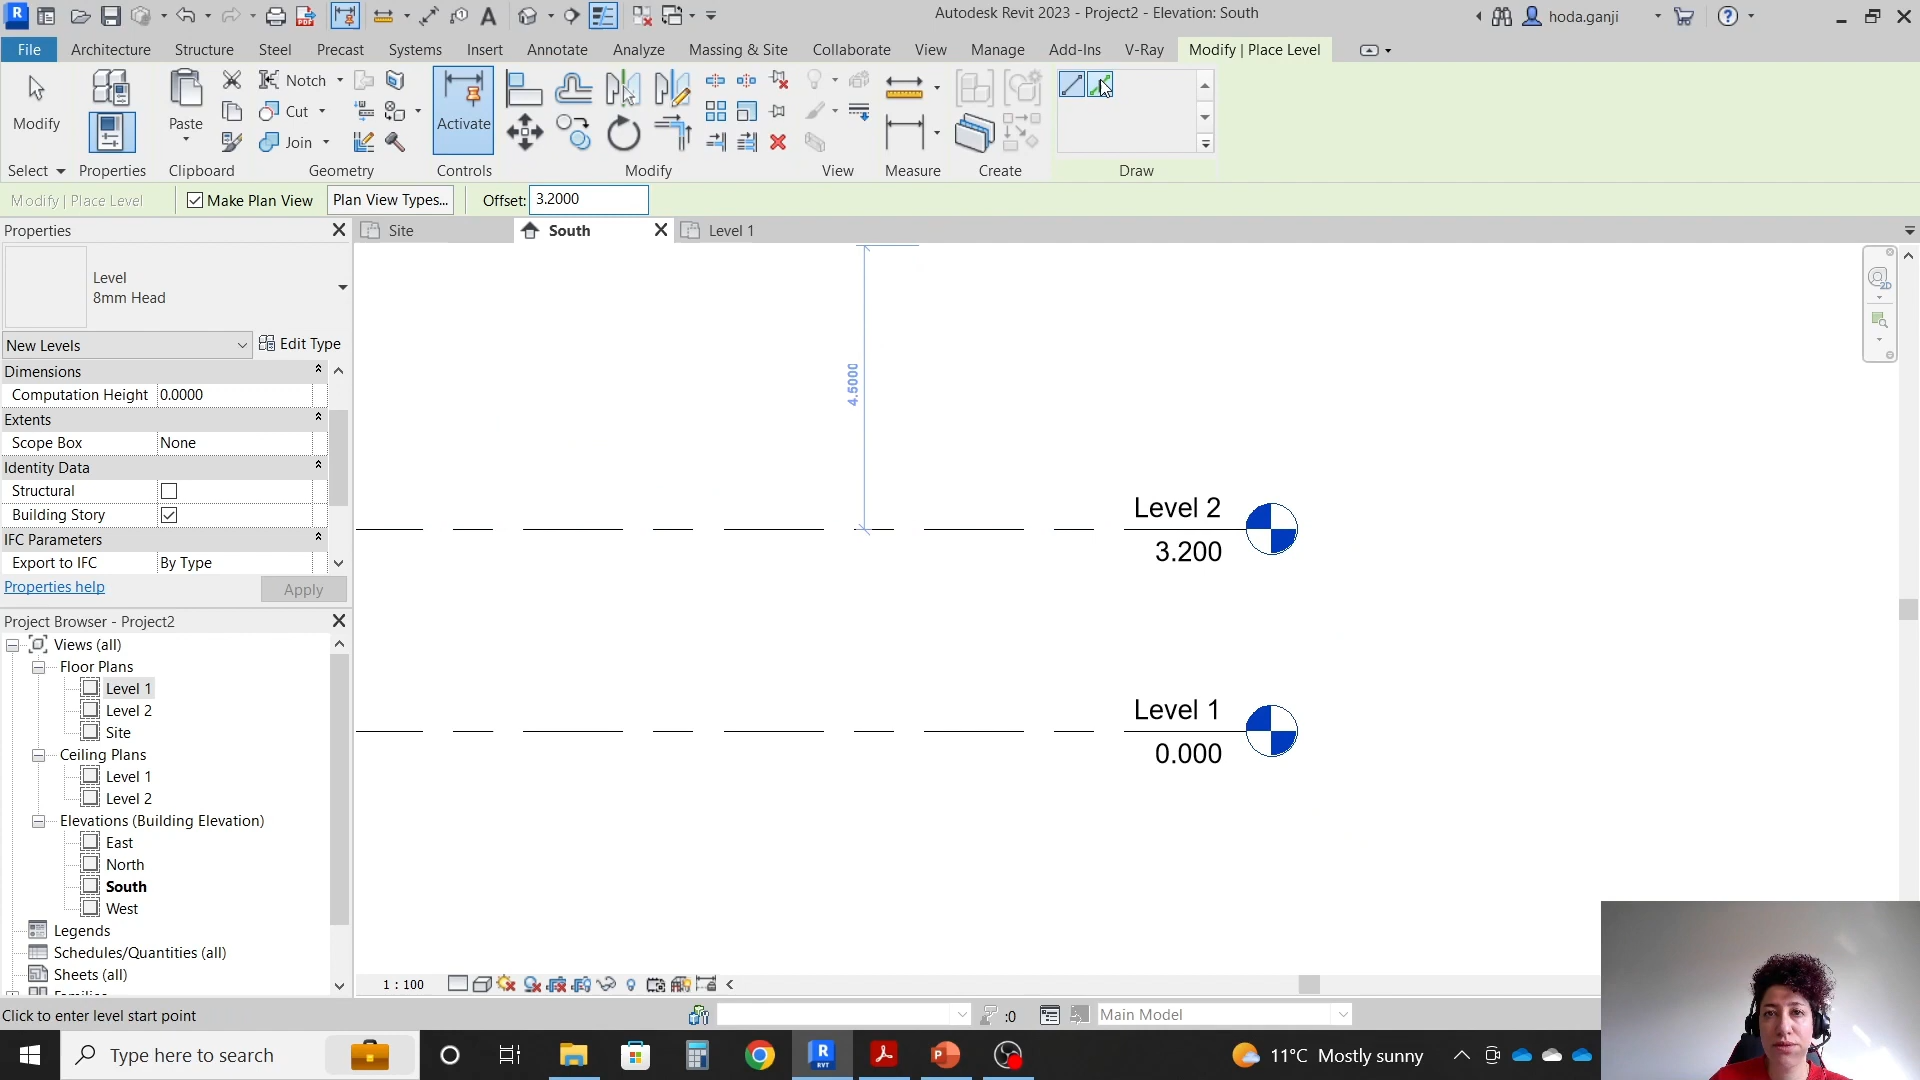 Autodesk Revit 2023 - Project2 - Elevation: South
hoda.ganji
File
Architecture
Structure
Steel
Precast
Systems
Insert
Annotate
Analyze
Massing & Site
Collaborate
View
Manage
Add-Ins
V-Ray
Modify | Place Level
Modify
Paste
Notch
Cut
Join
Activate
Select
Properties
Clipboard
Geometry
Controls
Modify
View
Measure
Create
Draw
Modify | Place Level
Make Plan View
Plan View Types...
Offset:
3.2000
Properties
Site
South
Level 1
Level
8mm Head
New Levels
Edit Type
Dimensions
Computation Height 0.0000
Extents
Scope Box None
Identity Data
Structural
Building Story
IFC Parameters
Export to IFC By Type
Properties help
Apply
4.5000
Level 2
3.200
Level 1
0.000
Project Browser - Project2
Views (all)
Floor Plans
Level 1
Level 2
Site
Ceiling Plans
Level 1
Level 2
Elevations (Building Elevation)
East
North
South
West
Legends
Schedules/Quantities (all)
Sheets (all)
1 : 100
Click to enter level start point
:0
Main Model
Type here to search
11°C Mostly sunny